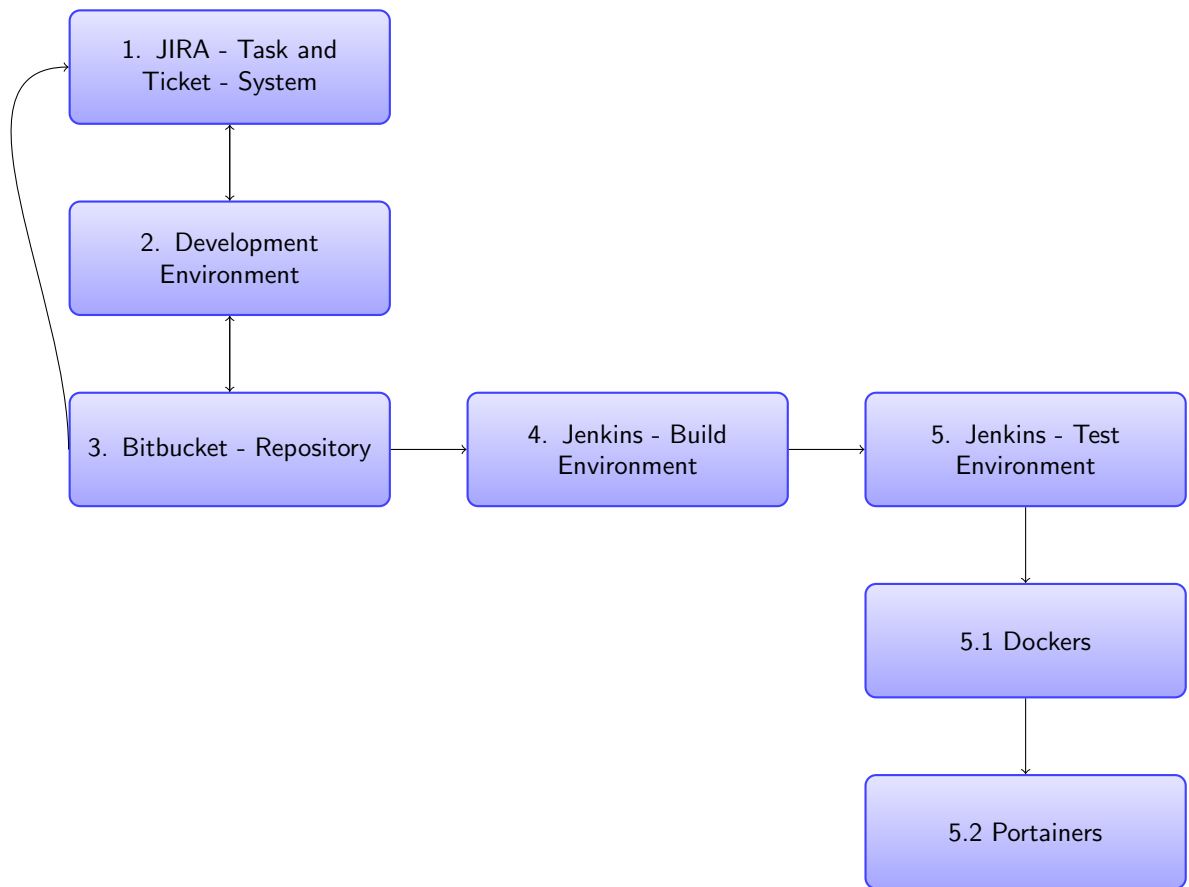 1. JIRA - Task and
Ticket - System
2. Development
Environment
3. Bitbucket - Repository
4. Jenkins - Build
Environment
5. Jenkins - Test
Environment
5.1 Dockers
5.2 Portainers